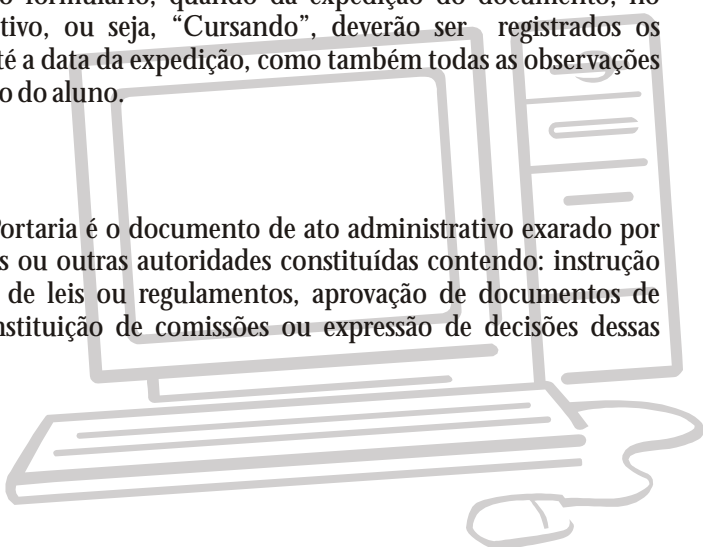 o formulário, quando da expedição do documento, no
tivo, ou seja, “Cursando”, deverão ser registrados os
té a data da expedição, como também todas as observações
o do aluno.
ortaria é o documento de ato administrativo exarado por
s ou outras autoridades constituídas contendo: instrução
de leis ou regulamentos, aprovação de documentos de
nstituição de comissões ou expressão de decisões dessas